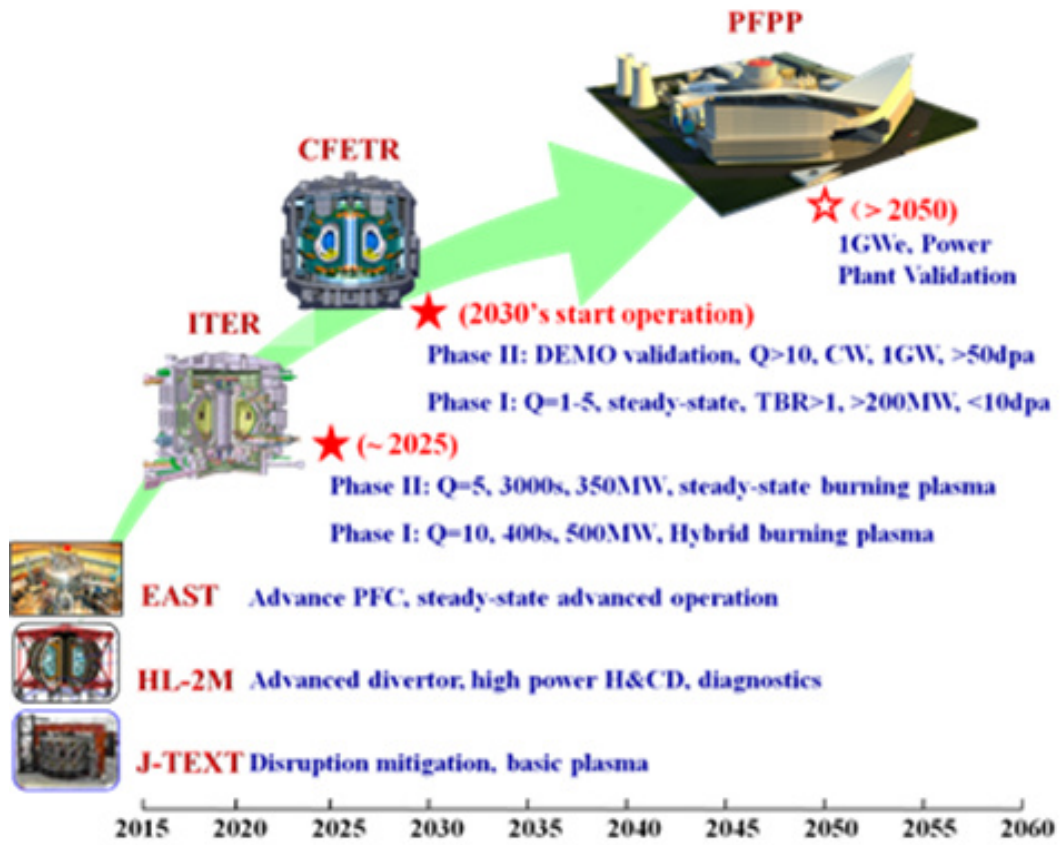 PFPP
CFETR
(> 2050)
1GWe, Power
Plant Validation
ITER
(2030's start operation)
Phase II: DEMO validation, Q>10, CW, 1GW, >50dpa
Phase I: Q=1-5, steady-state, TBR>1, >200MW, <10dpa
(~ 2025)
Phase II: Q=5, 3000s, 350MW, steady-state burning plasma
Phase I: Q=10, 400s, 500MW, Hybrid burning plasma
EAST Advance PFC, steady-state advanced operation
HL-2M Advanced divertor, high power H&CD, diagnostics
J-TEXT Disruption mitigation, basic plasma
2015 2020 2025 2030 2035 2040 2045 2050 2055 2060